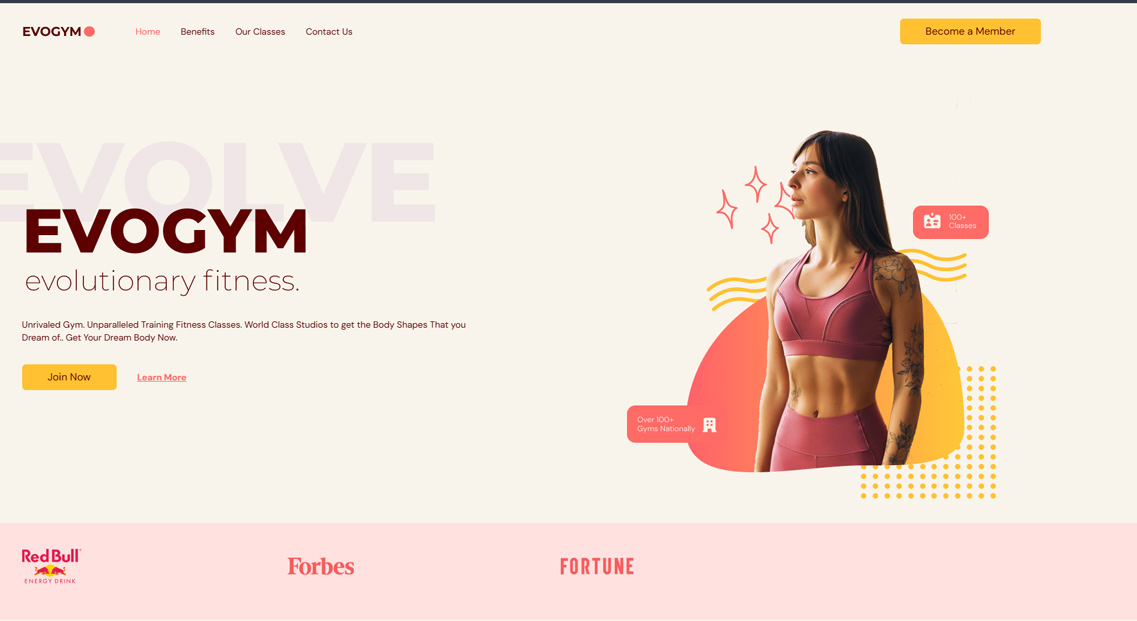 EVOGYM
Home
Benefits
Our Classes
Contact Us
Become a Member
EVOLVE
EVOGYM
evolutionary fitness.
Unrivaled Gym. Unparalleled Training Fitness Classes. World Class Studios to get the Body Shapes That you
Dream of.. Get Your Dream Body Now.
Join Now
Learn More
100+
Classes
Over 100+
Gyms Nationally
Red Bull
ENERGY DRINK
Forbes
FORTUNE